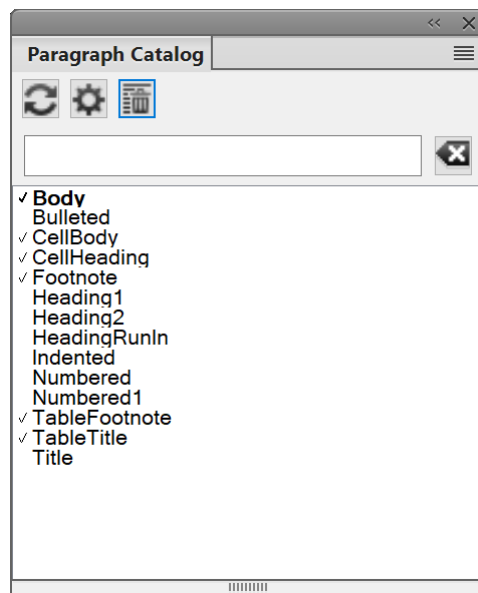 Paragraph Catalog
✓ Body
Bulleted
✓ CellBody
✓ CellHeading
✓ Footnote
Heading1
Heading2
HeadingRunIn
Indented
Numbered
Numbered1
✓ TableFootnote
✓ TableTitle
Title